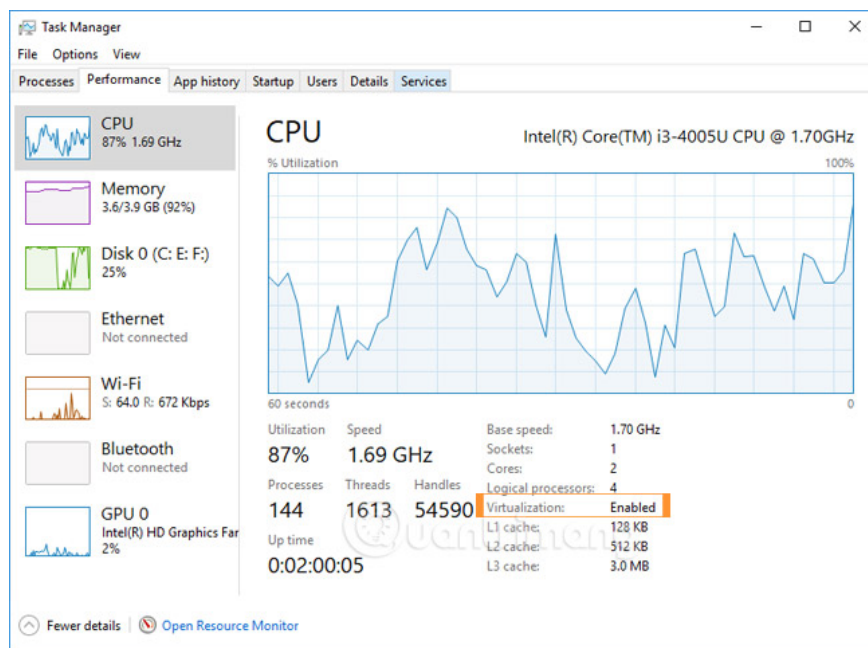 Task Manager
File Options View
Processes Performance App history Startup Users Details Services
CPU
87% 1.69 GHz
Memory
3.6/3.9 GB (92%)
Disk 0 (C: E: F:)
25%
Ethernet
Not connected
Wi-Fi
S: 64.0 R: 672 Kbps
Bluetooth
Not connected
GPU 0
Intel(R) HD Graphics Far
2%
CPU
Intel(R) Core(TM) i3-4005U CPU @ 1.70GHz
% Utilization 100%
60 seconds 0
Utilization Speed
87% 1.69 GHz
Processes Threads Handles
144 1613 54590
Up time
0:02:00:05
Base speed: 1.70 GHz
Sockets: 1
Cores: 2
Logical processors: 4
Virtualization: Enabled
L1 cache: 128 KB
L2 cache: 512 KB
L3 cache: 3.0 MB
Quantrimang
Fewer details Open Resource Monitor